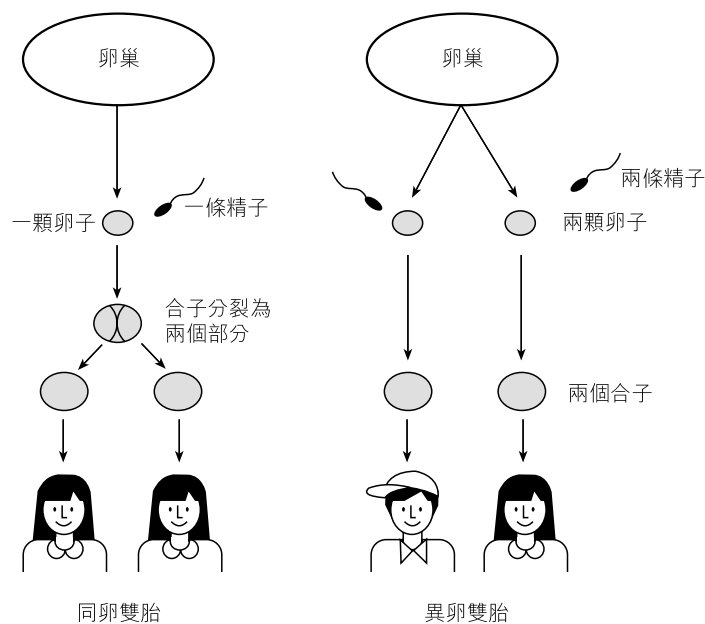 卵巢
一顆卵子
一條精子
合子分裂為
兩個部分
同卵雙胎
卵巢
兩條精子
兩顆卵子
兩個合子
異卵雙胎